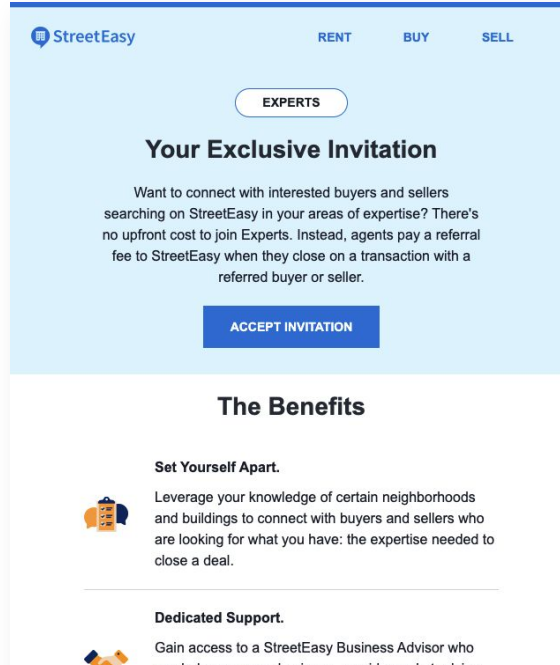 StreetEasy
RENT BUY SELL
EXPERTS
Your Exclusive Invitation
Want to connect with interested buyers and sellers
searching on StreetEasy in your areas of expertise? There's
no upfront cost to join Experts. Instead, agents pay a referral
fee to StreetEasy when they close on a transaction with a
referred buyer or seller.
ACCEPT INVITATION
The Benefits
Set Yourself Apart.
Leverage your knowledge of certain neighborhoods
and buildings to connect with buyers and sellers who
are looking for what you have: the expertise needed to
close a deal.
Dedicated Support.
Gain access to a StreetEasy Business Advisor who